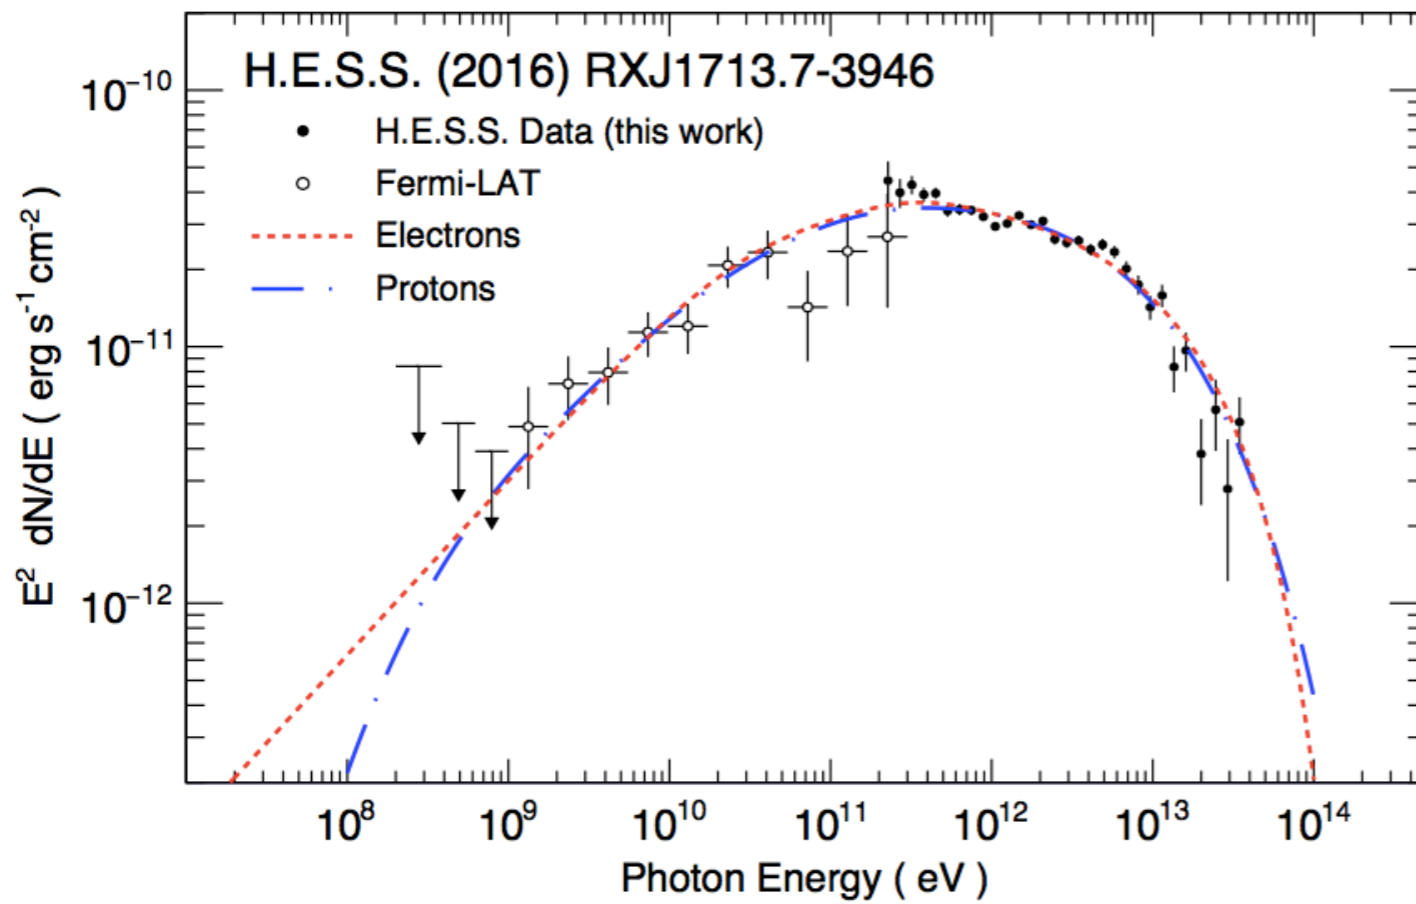 H.E.S.S. (2016) RXJ1713.7-3946
H.E.S.S. Data (this work)
Fermi-LAT
Electrons
Protons
E² dN/dE ( erg s⁻¹ cm⁻² )
10⁻¹⁰
10⁻¹¹
10⁻¹²
10⁸ 10⁹ 10¹⁰ 10¹¹ 10¹² 10¹³ 10¹⁴
Photon Energy ( eV )